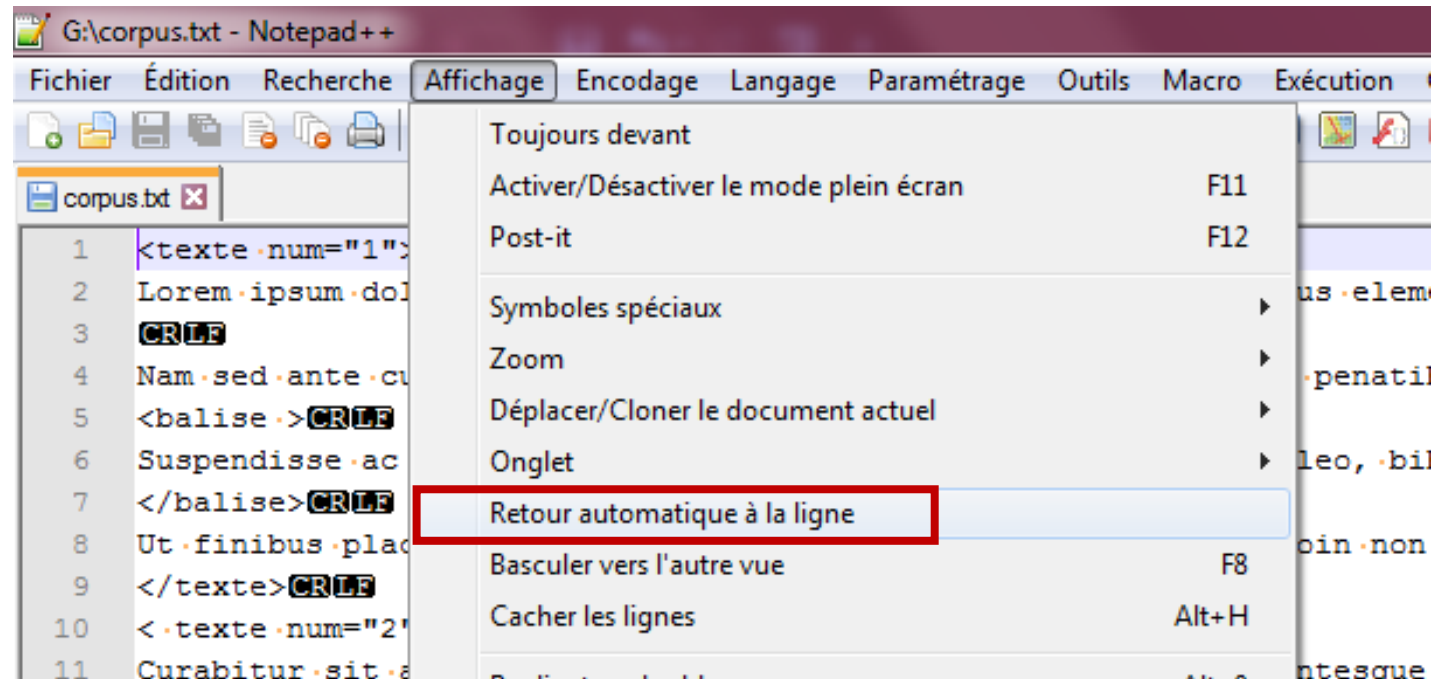 G:\corpus.txt - Notepad++
Fichier Édition Recherche Affichage Encodage Langage Paramétrage Outils Macro Exécution
corpus.txt
Toujours devant
Activer/Désactiver le mode plein écran F11
Post-it F12
Symboles spéciaux
Zoom
Déplacer/Cloner le document actuel
Onglet
Retour automatique à la ligne
Basculer vers l'autre vue F8
Cacher les lignes Alt+H
1 <texte·num="1">
2 Lorem·ipsum·dol us·elem
3 CRLF
4 Nam·sed·ante·cu ·penati
5 <balise·>CRLF
6 Suspendisse·ac leo,·bi
7 </balise>CRLF
8 Ut·finibus·plac oin·non
9 </texte>CRLF
10 <·texte·num="2"
11 Curabitur·sit·a ntesque